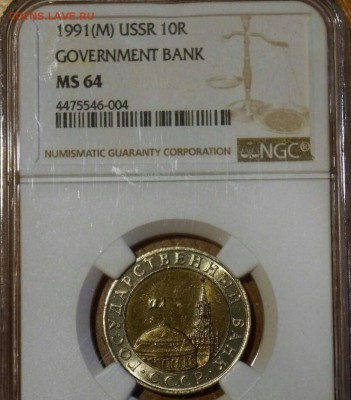 COINS.LAVE.RU
1991(M) USSR 10R
GOVERNMENT BANK
MS 64
4475546-004
NUMISMATIC GUARANTY CORPORATION
NGC®
ГОСУДАРСТВЕННЫЙ БАНК
СССР